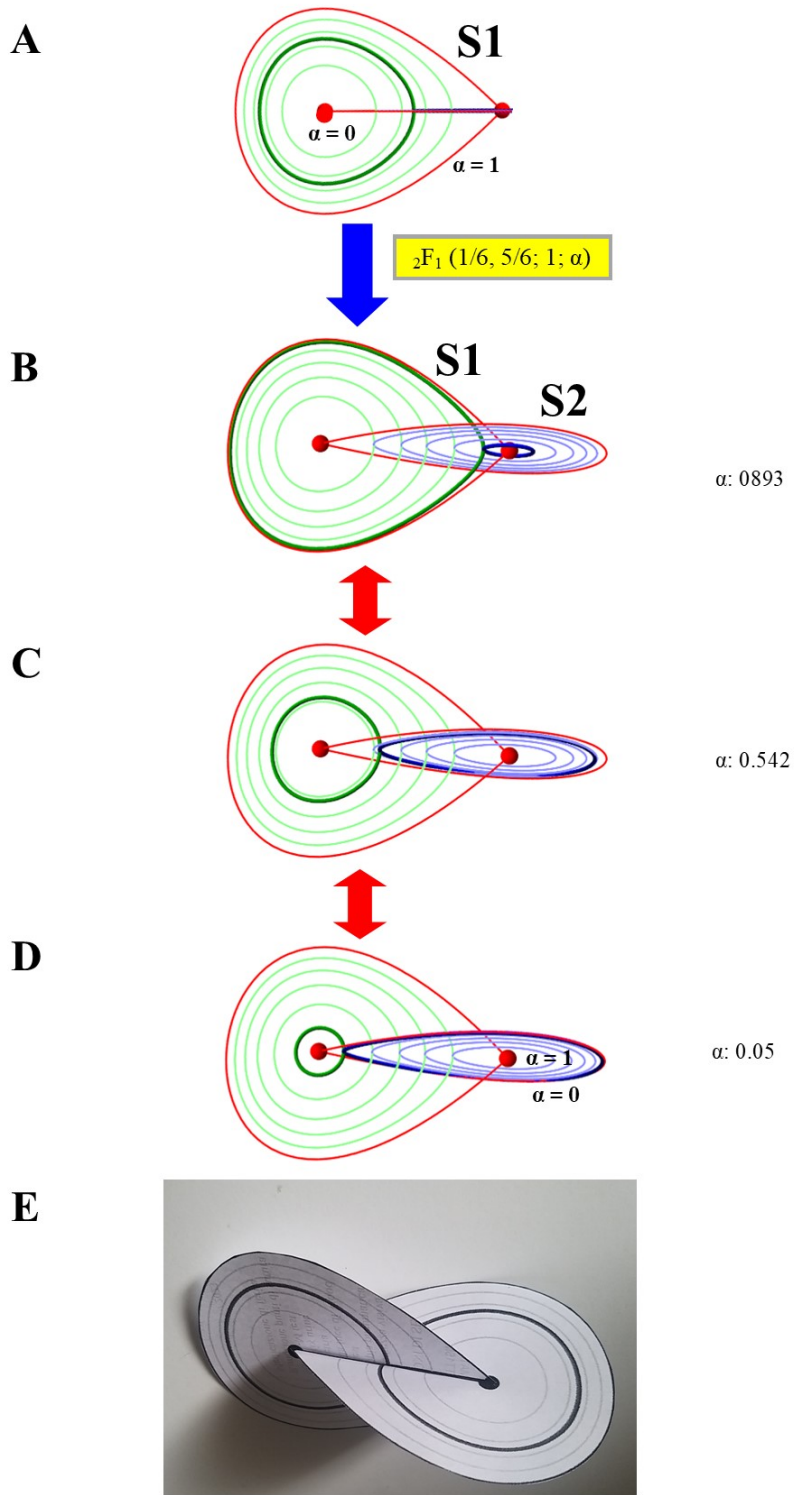 A
S1
α = 0
α = 1
₂F₁ (1/6, 5/6; 1; α)
B
S1
S2
α: 0893
C
α: 0.542
D
α = 1
α = 0
α: 0.05
E